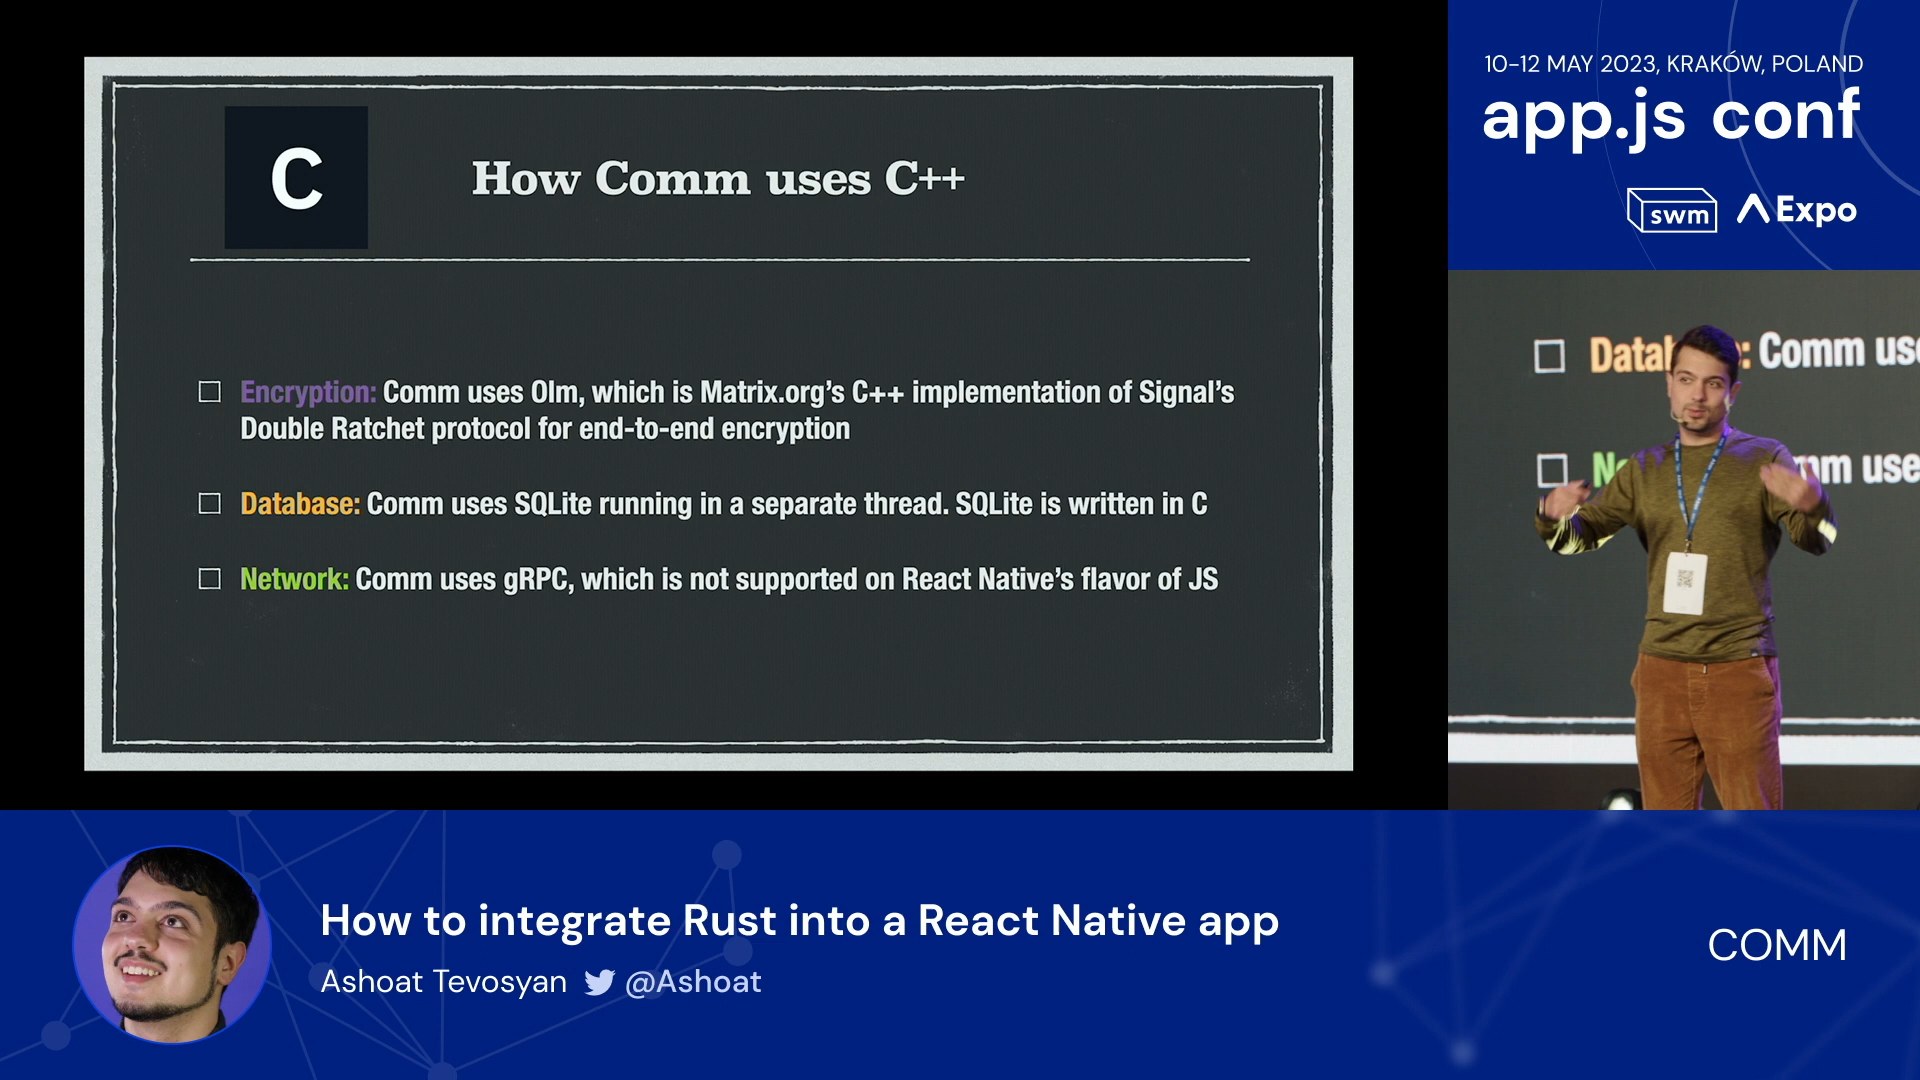 C
How Comm uses C++
Encryption: Comm uses Olm, which is Matrix.org’s C++ implementation of Signal’s
Double Ratchet protocol for end-to-end encryption
Database: Comm uses SQLite running in a separate thread. SQLite is written in C
Network: Comm uses gRPC, which is not supported on React Native’s flavor of JS
10–12 MAY 2023, KRAKÓW, POLAND
app.js conf
swm
Expo
Comm
How to integrate Rust into a React Native app
Ashoat Tevosyan @Ashoat
COMM